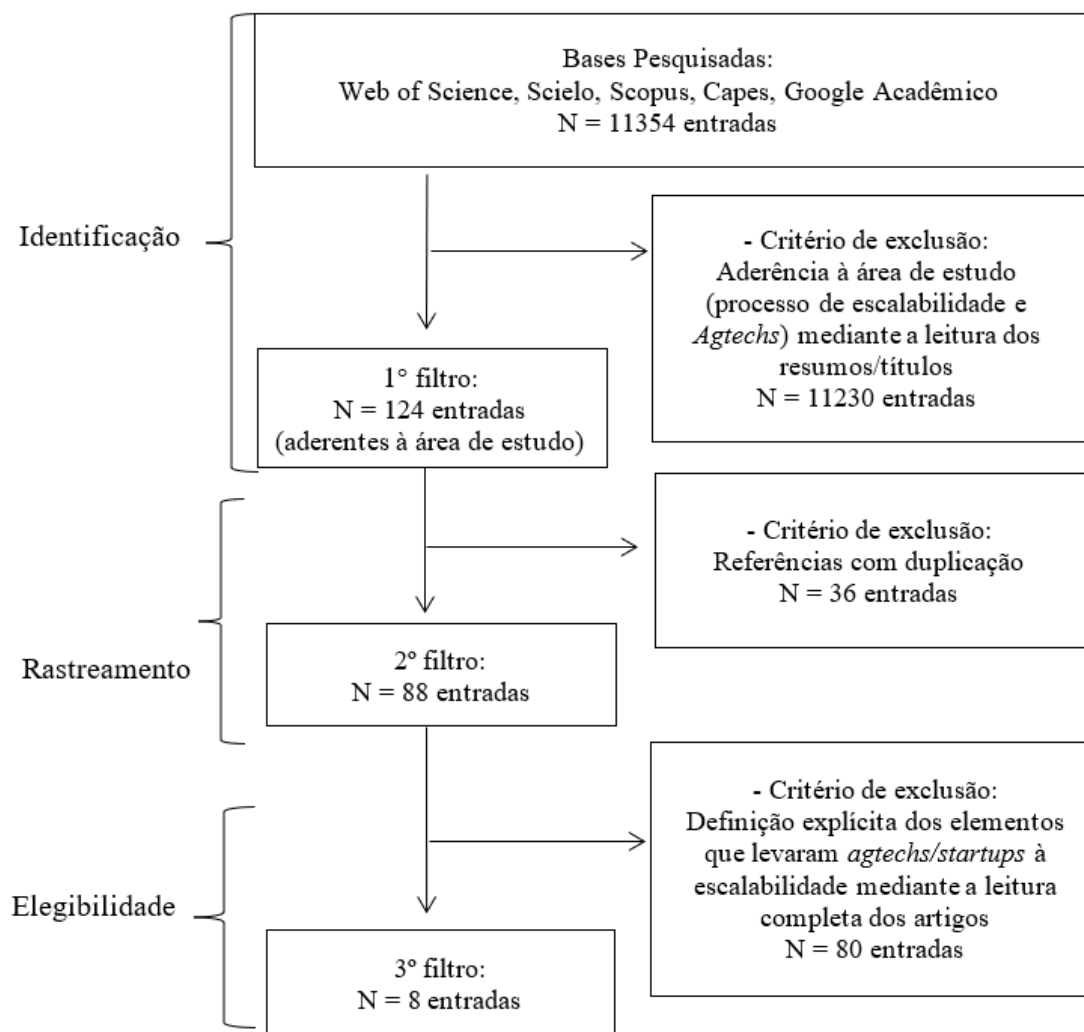 Bases Pesquisadas:
Web of Science, Scielo, Scopus, Capes, Google Acadêmico
N = 11354 entradas
Identificação
- Critério de exclusão:
Aderência à área de estudo
(processo de escalabilidade e
Agtechs) mediante a leitura dos
resumos/títulos
N = 11230 entradas
1° filtro:
N = 124 entradas
(aderentes à área de estudo)
- Critério de exclusão:
Referências com duplicação
N = 36 entradas
Rastreamento
2º filtro:
N = 88 entradas
- Critério de exclusão:
Definição explícita dos elementos
que levaram agtechs/startups à
escalabilidade mediante a leitura
completa dos artigos
N = 80 entradas
Elegibilidade
3º filtro:
N = 8 entradas